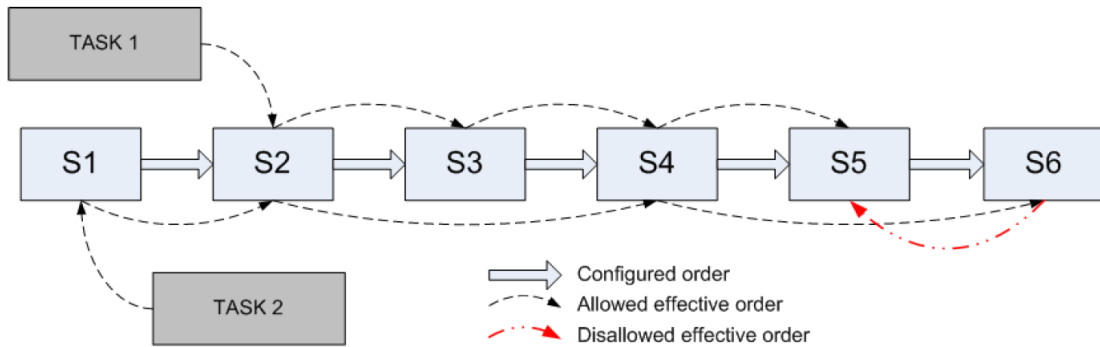 TASK 1
S1
S2
S3
S4
S5
S6
TASK 2
Configured order
Allowed effective order
Disallowed effective order